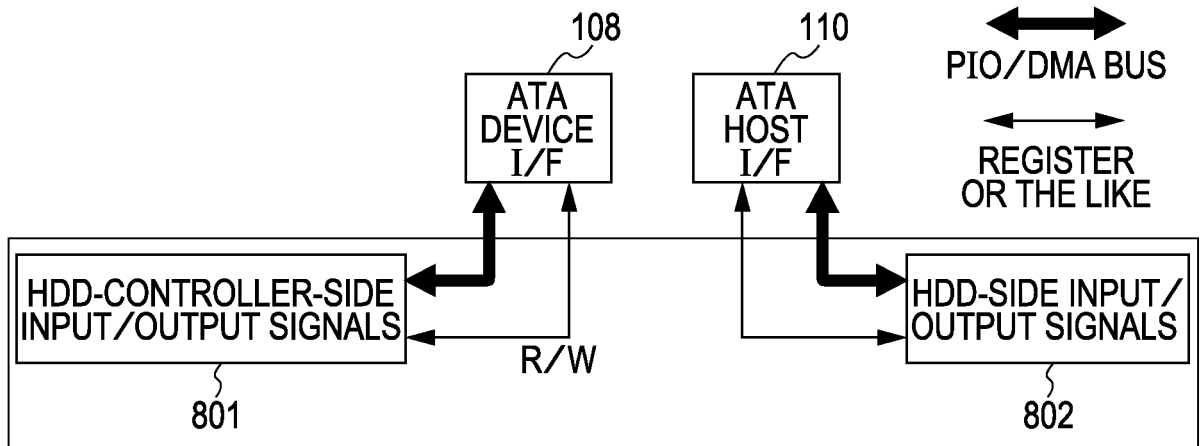 108
110
PIO/DMA BUS
ATA
DEVICE
I/F
ATA
HOST
I/F
REGISTER
OR THE LIKE
HDD-CONTROLLER-SIDE
INPUT/OUTPUT SIGNALS
HDD-SIDE INPUT/
OUTPUT SIGNALS
R/W
801
802